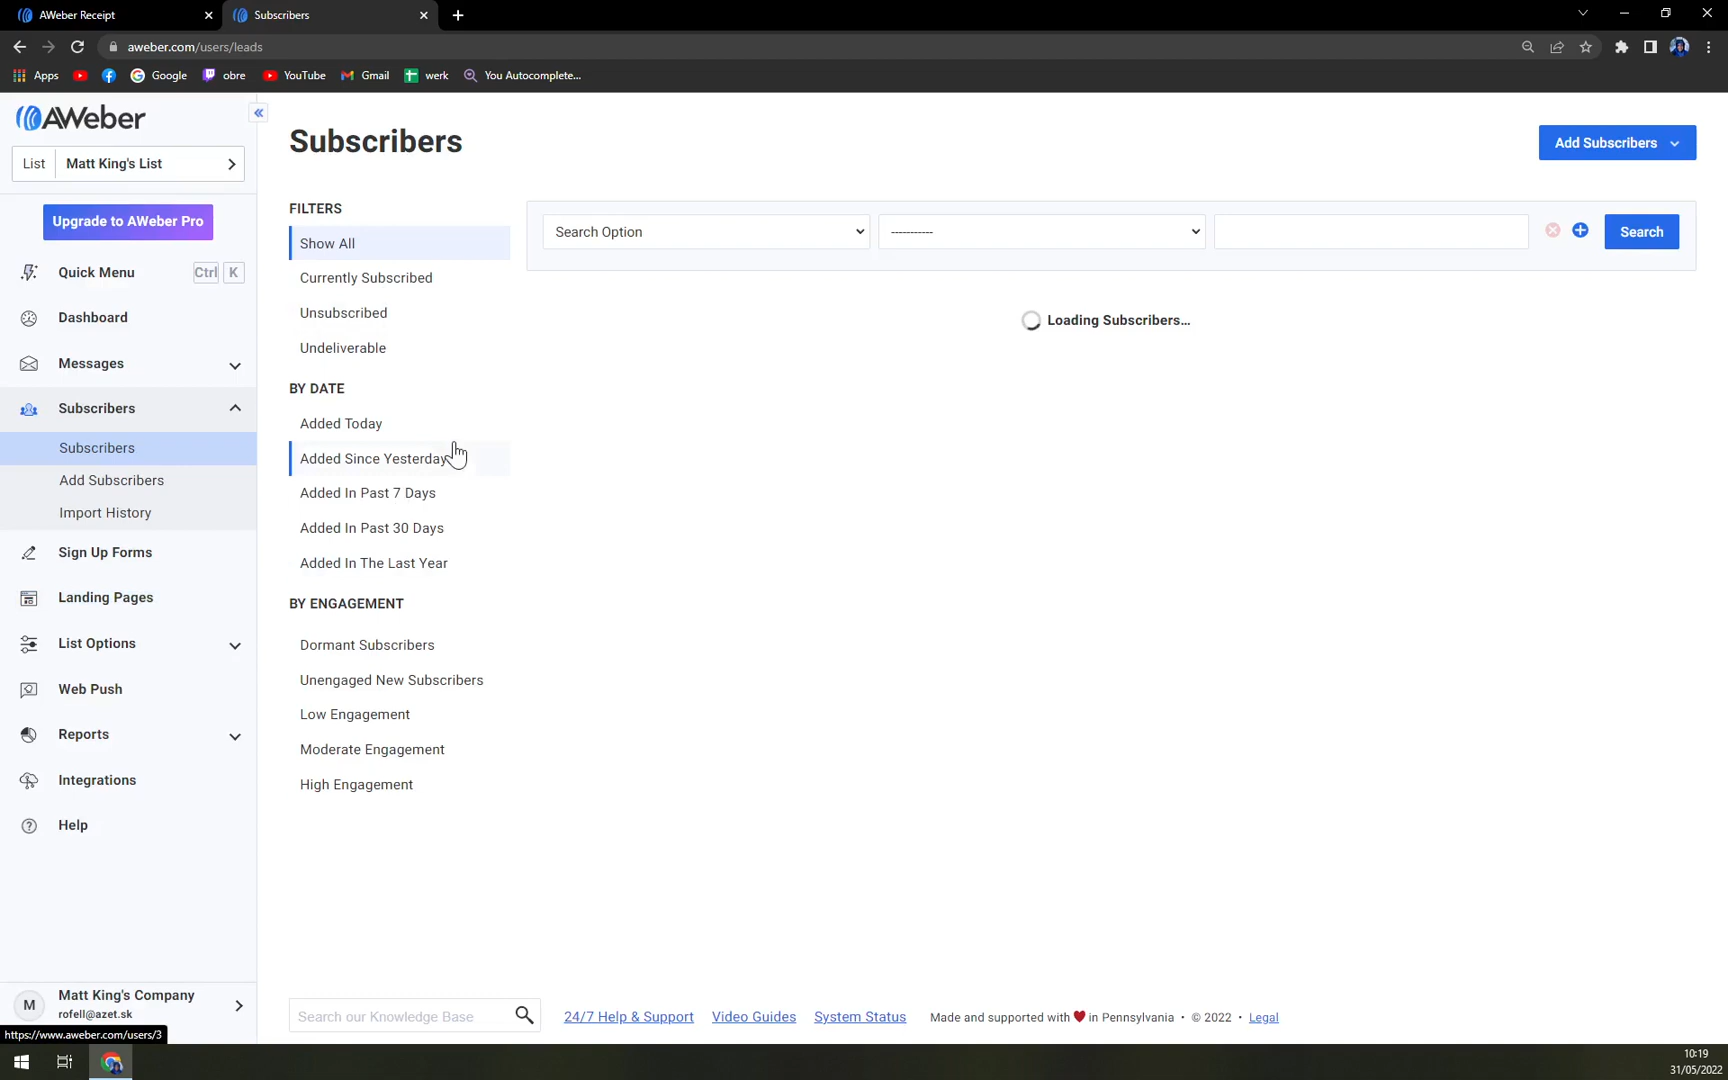 AWeber Receipt
Subscribers
aweber.com/users/leads
Apps
Google
obre
YouTube
Gmail
werk
You Autocomplete...
AWeber
List Matt King's List
Upgrade to AWeber Pro
Quick Menu Ctrl K
Dashboard
Messages
Subscribers
Subscribers
Add Subscribers
Import History
Sign Up Forms
Landing Pages
List Options
Web Push
Reports
Integrations
Help
M Matt King's Company
rofell@azet.sk
https://www.aweber.com/users/3
Subscribers
Add Subscribers
FILTERS
Show All
Currently Subscribed
Unsubscribed
Undeliverable
BY DATE
Added Today
Added Since Yesterday
Added In Past 7 Days
Added In Past 30 Days
Added In The Last Year
BY ENGAGEMENT
Dormant Subscribers
Unengaged New Subscribers
Low Engagement
Moderate Engagement
High Engagement
Search Option
-----------
Search
Loading Subscribers...
Search our Knowledge Base
24/7 Help & Support Video Guides System Status Made and supported with ❤ in Pennsylvania • © 2022 • Legal
10:19
31/05/2022